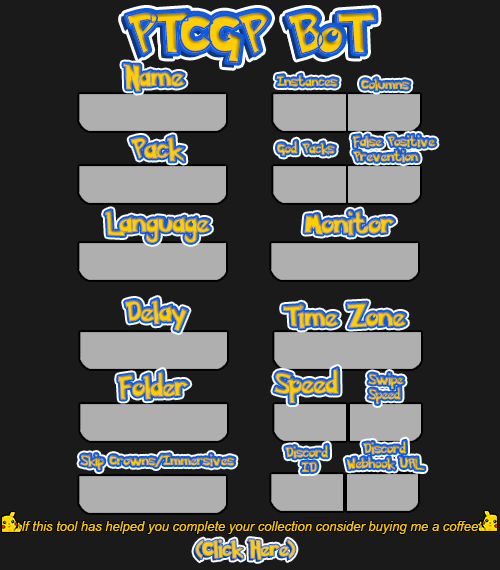 PTCGP BoT
Name
Instances
Columns
Pack
God Packs
False Positive
Prevention
Language
Monitor
Delay
Time Zone
Folder
Speed
Swipe
Speed
Skip Crowns/Immersives
Discord
ID
Discord
Webhook URL
If this tool has helped you complete your collection consider buying me a coffee!
(Click Here)